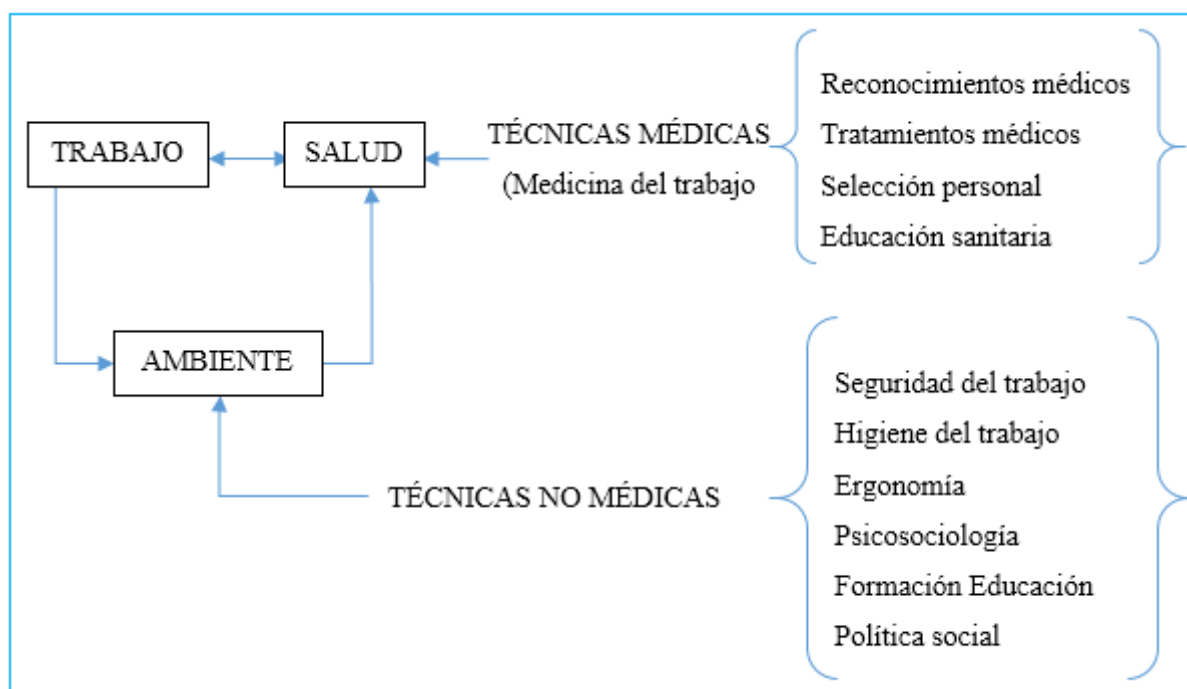 TRABAJO
SALUD
TÉCNICAS MÉDICAS
(Medicina del trabajo
Reconocimientos médicos
Tratamientos médicos
Selección personal
Educación sanitaria
AMBIENTE
TÉCNICAS NO MÉDICAS
Seguridad del trabajo
Higiene del trabajo
Ergonomía
Psicosociología
Formación Educación
Política social